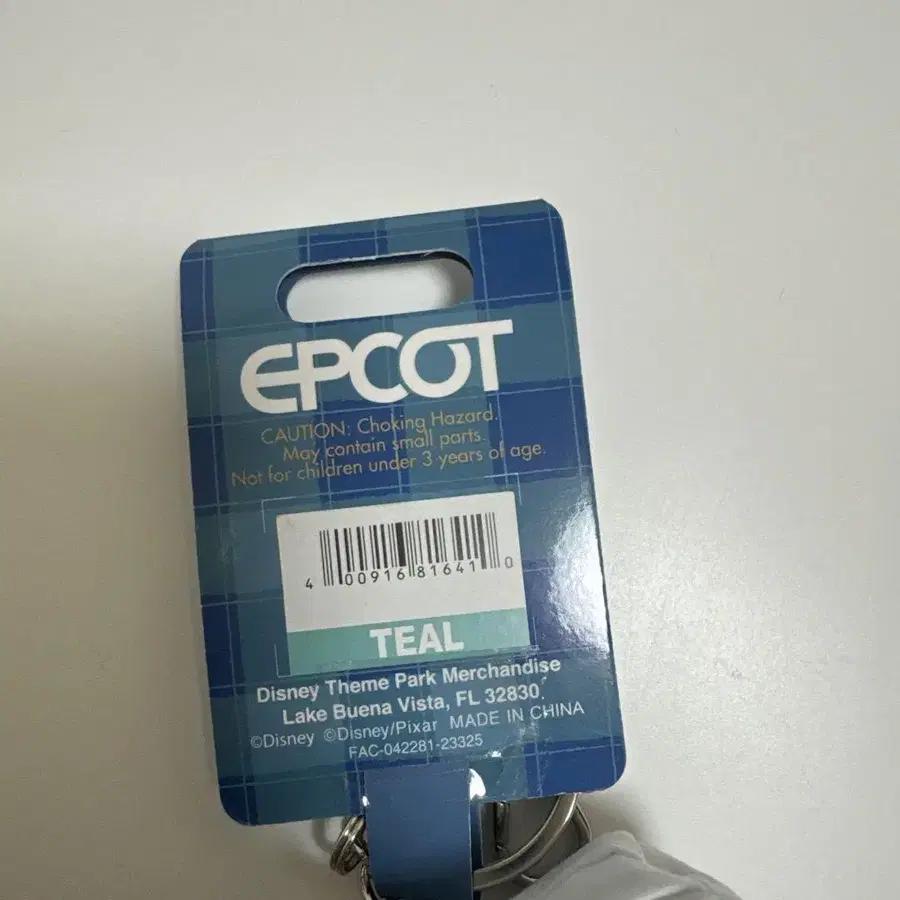 EPCOT
CAUTION: Choking Hazard.
May contain small parts.
Not for children under 3 years of age.
4 00916 81641 0
TEAL
Disney Theme Park Merchandise
Lake Buena Vista, FL 32830.
©Disney ©Disney/Pixar MADE IN CHINA
FAC-042281-23325